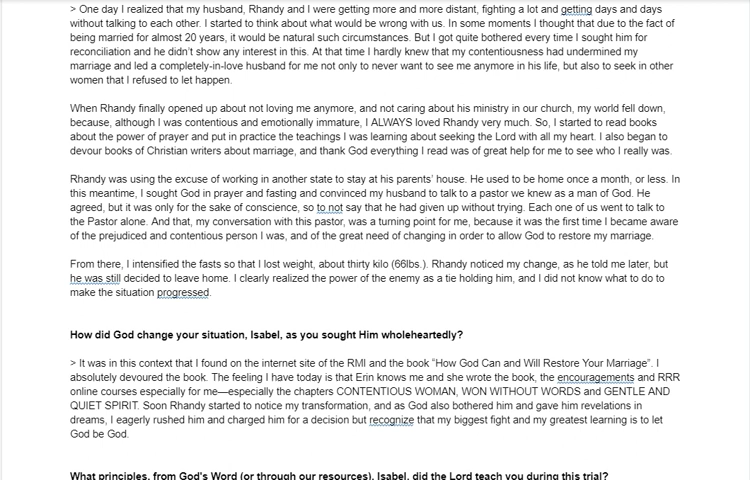 > One day I realized that my husband, Rhandy and I were getting more and more distant, fighting a lot and getting days and days
without talking to each other. I started to think about what would be wrong with us. In some moments I thought that due to the fact of
being married for almost 20 years, it would be natural such circumstances. But I got quite bothered every time I sought him for
reconciliation and he didn't show any interest in this. At that time I hardly knew that my contentiousness had undermined my
marriage and led a completely-in-love husband for me not only to never want to see me anymore in his life, but also to seek in other
women that I refused to let happen.
When Rhandy finally opened up about not loving me anymore, and not caring about his ministry in our church, my world fell down,
because, although I was contentious and emotionally immature, I ALWAYS loved Rhandy very much. So, I started to read books
about the power of prayer and put in practice the teachings I was learning about seeking the Lord with all my heart. I also began to
devour books of Christian writers about marriage, and thank God everything I read was of great help for me to see who I really was.
Rhandy was using the excuse of working in another state to stay at his parents' house. He used to be home once a month, or less. In
this meantime, I sought God in prayer and fasting and convinced my husband to talk to a pastor we knew as a man of God. He
agreed, but it was only for the sake of conscience, so to not say that he had given up without trying. Each one of us went to talk to
the Pastor alone. And that, my conversation with this pastor, was a turning point for me, because it was the first time I became aware
of the prejudiced and contentious person I was, and of the great need of changing in order to allow God to restore my marriage.
From there, I intensified the fasts so that I lost weight, about thirty kilo (66lbs.). Rhandy noticed my change, as he told me later, but
he was still decided to leave home. I clearly realized the power of the enemy as a tie holding him, and I did not know what to do to
make the situation progressed.
How did God change your situation, Isabel, as you sought Him wholeheartedly?
> It was in this context that I found on the internet site of the RMI and the book "How God Can and Will Restore Your Marriage". I
absolutely devoured the book. The feeling I have today is that Erin knows me and she wrote the book, the encouragements and RRR
online courses especially for me—especially the chapters CONTENTIOUS WOMAN, WON WITHOUT WORDS and GENTLE AND
QUIET SPIRIT. Soon Rhandy started to notice my transformation, and as God also bothered him and gave him revelations in
dreams, I eagerly rushed him and charged him for a decision but recognize that my biggest fight and my greatest learning is to let
God be God.
What principles, from God's Word (or through our resources), Isabel, did the Lord teach you during this trial?